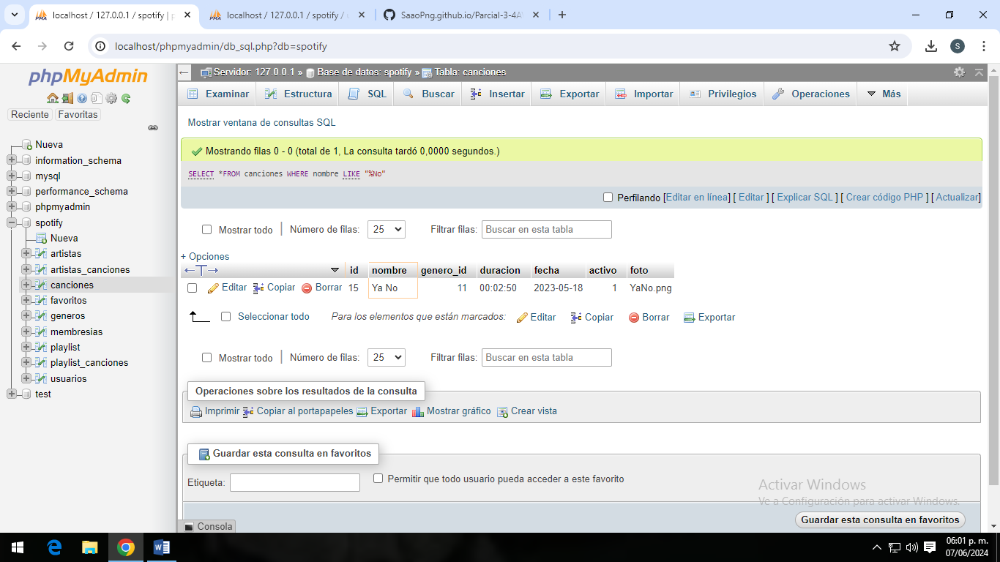 localhost / 127.0.0.1 / spotify | p
localhost / 127.0.0.1 / spotify /
SaaoPng.github.io/Parcial-3-4A
localhost/phpmyadmin/db_sql.php?db=spotify
S
phpMyAdmin
Reciente Favoritas
Nueva
information_schema
mysql
performance_schema
phpmyadmin
spotify
Nueva
artistas
artistas_canciones
canciones
favoritos
generos
membresias
playlist
playlist_canciones
usuarios
test
Servidor: 127.0.0.1 » Base de datos: spotify » Tabla: canciones
Examinar Estructura SQL Buscar Insertar Exportar Importar Privilegios Operaciones Más
Mostrar ventana de consultas SQL
Mostrando filas 0 - 0 (total de 1, La consulta tardó 0,0000 segundos.)
SELECT *FROM canciones WHERE nombre LIKE "%No"
Perfilando [Editar en línea] [ Editar ] [ Explicar SQL ] [ Crear código PHP ] [ Actualizar]
Mostrar todo | Número de filas: 25 Filtrar filas: Buscar en esta tabla
+ Opciones
←T→ id nombre genero_id duracion fecha activo foto
Editar Copiar Borrar 15 Ya No 11 00:02:50 2023-05-18 1 YaNo.png
Seleccionar todo Para los elementos que están marcados: Editar Copiar Borrar Exportar
Mostrar todo | Número de filas: 25 Filtrar filas: Buscar en esta tabla
Operaciones sobre los resultados de la consulta
Imprimir Copiar al portapapeles Exportar Mostrar gráfico Crear vista
Guardar esta consulta en favoritos
Etiqueta: Permitir que todo usuario pueda acceder a este favorito
Activar Windows
Ve a Configuración para activar Windows.
Guardar esta consulta en favoritos
Consola
06:01 p. m.
07/06/2024